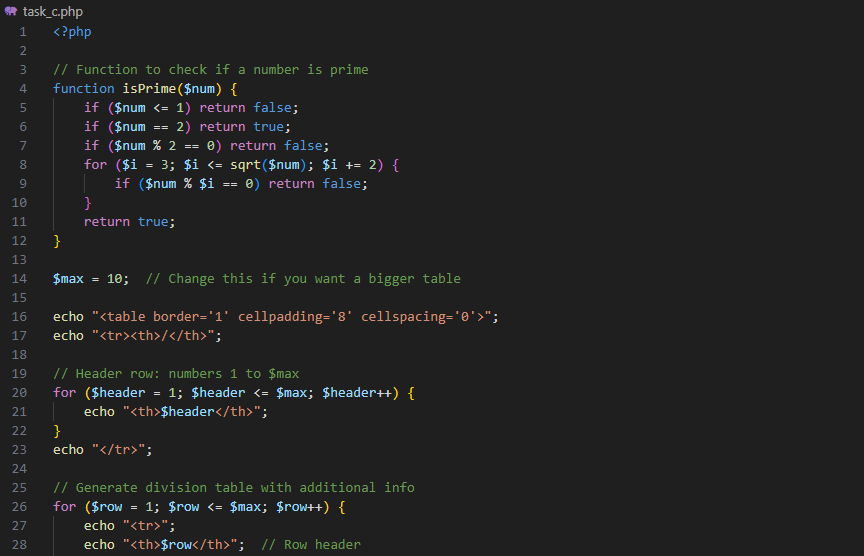 task_c.php
1 <?php
2
3 // Function to check if a number is prime
4 function isPrime($num) {
5     if ($num <= 1) return false;
6     if ($num == 2) return true;
7     if ($num % 2 == 0) return false;
8     for ($i = 3; $i <= sqrt($num); $i += 2) {
9         if ($num % $i == 0) return false;
10     }
11     return true;
12 }
13
14 $max = 10;  // Change this if you want a bigger table
15
16 echo "<table border='1' cellpadding='8' cellspacing='0'>";
17 echo "<tr><th>/</th>";
18
19 // Header row: numbers 1 to $max
20 for ($header = 1; $header <= $max; $header++) {
21     echo "<th>$header</th>";
22 }
23 echo "</tr>";
24
25 // Generate division table with additional info
26 for ($row = 1; $row <= $max; $row++) {
27     echo "<tr>";
28     echo "<th>$row</th>";  // Row header